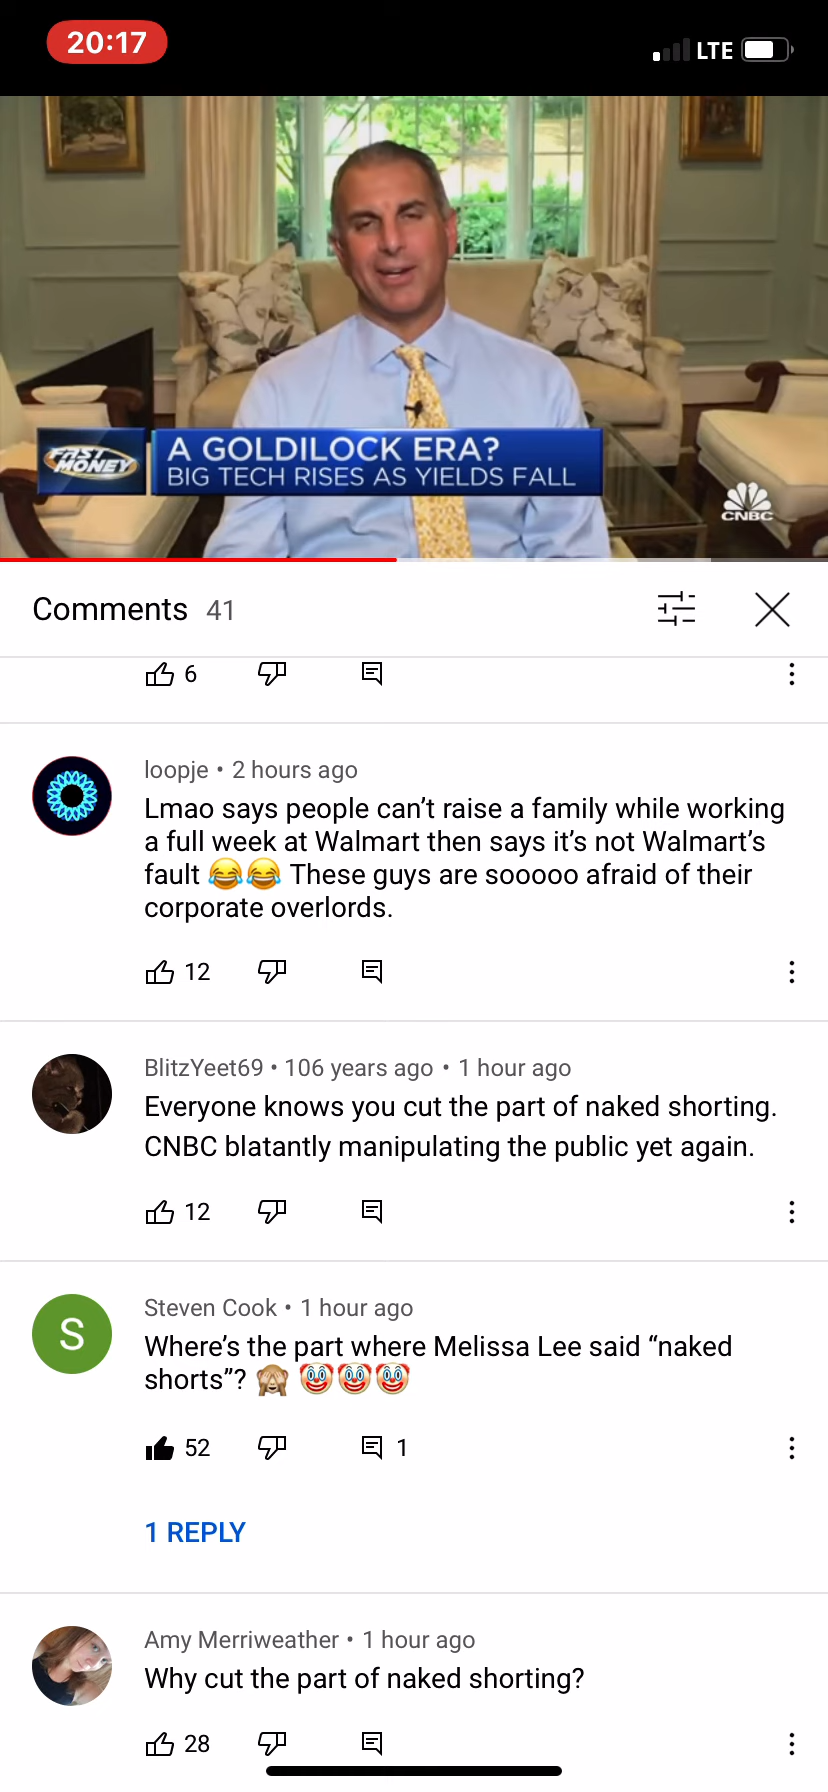 20:17
LTE
FAST
MONEY
A GOLDILOCK ERA?
BIG TECH RISES AS YIELDS FALL
CNBC
Comments 41
6
loopje • 2 hours ago
Lmao says people can’t raise a family while working
a full week at Walmart then says it’s not Walmart’s
fault 😂😂 These guys are sooooo afraid of their
corporate overlords.
12
BlitzYeet69 • 106 years ago • 1 hour ago
Everyone knows you cut the part of naked shorting.
CNBC blatantly manipulating the public yet again.
12
S
Steven Cook • 1 hour ago
Where’s the part where Melissa Lee said “naked
shorts”? 🙈 🤡🤡🤡
52 1
1 REPLY
Amy Merriweather • 1 hour ago
Why cut the part of naked shorting?
28